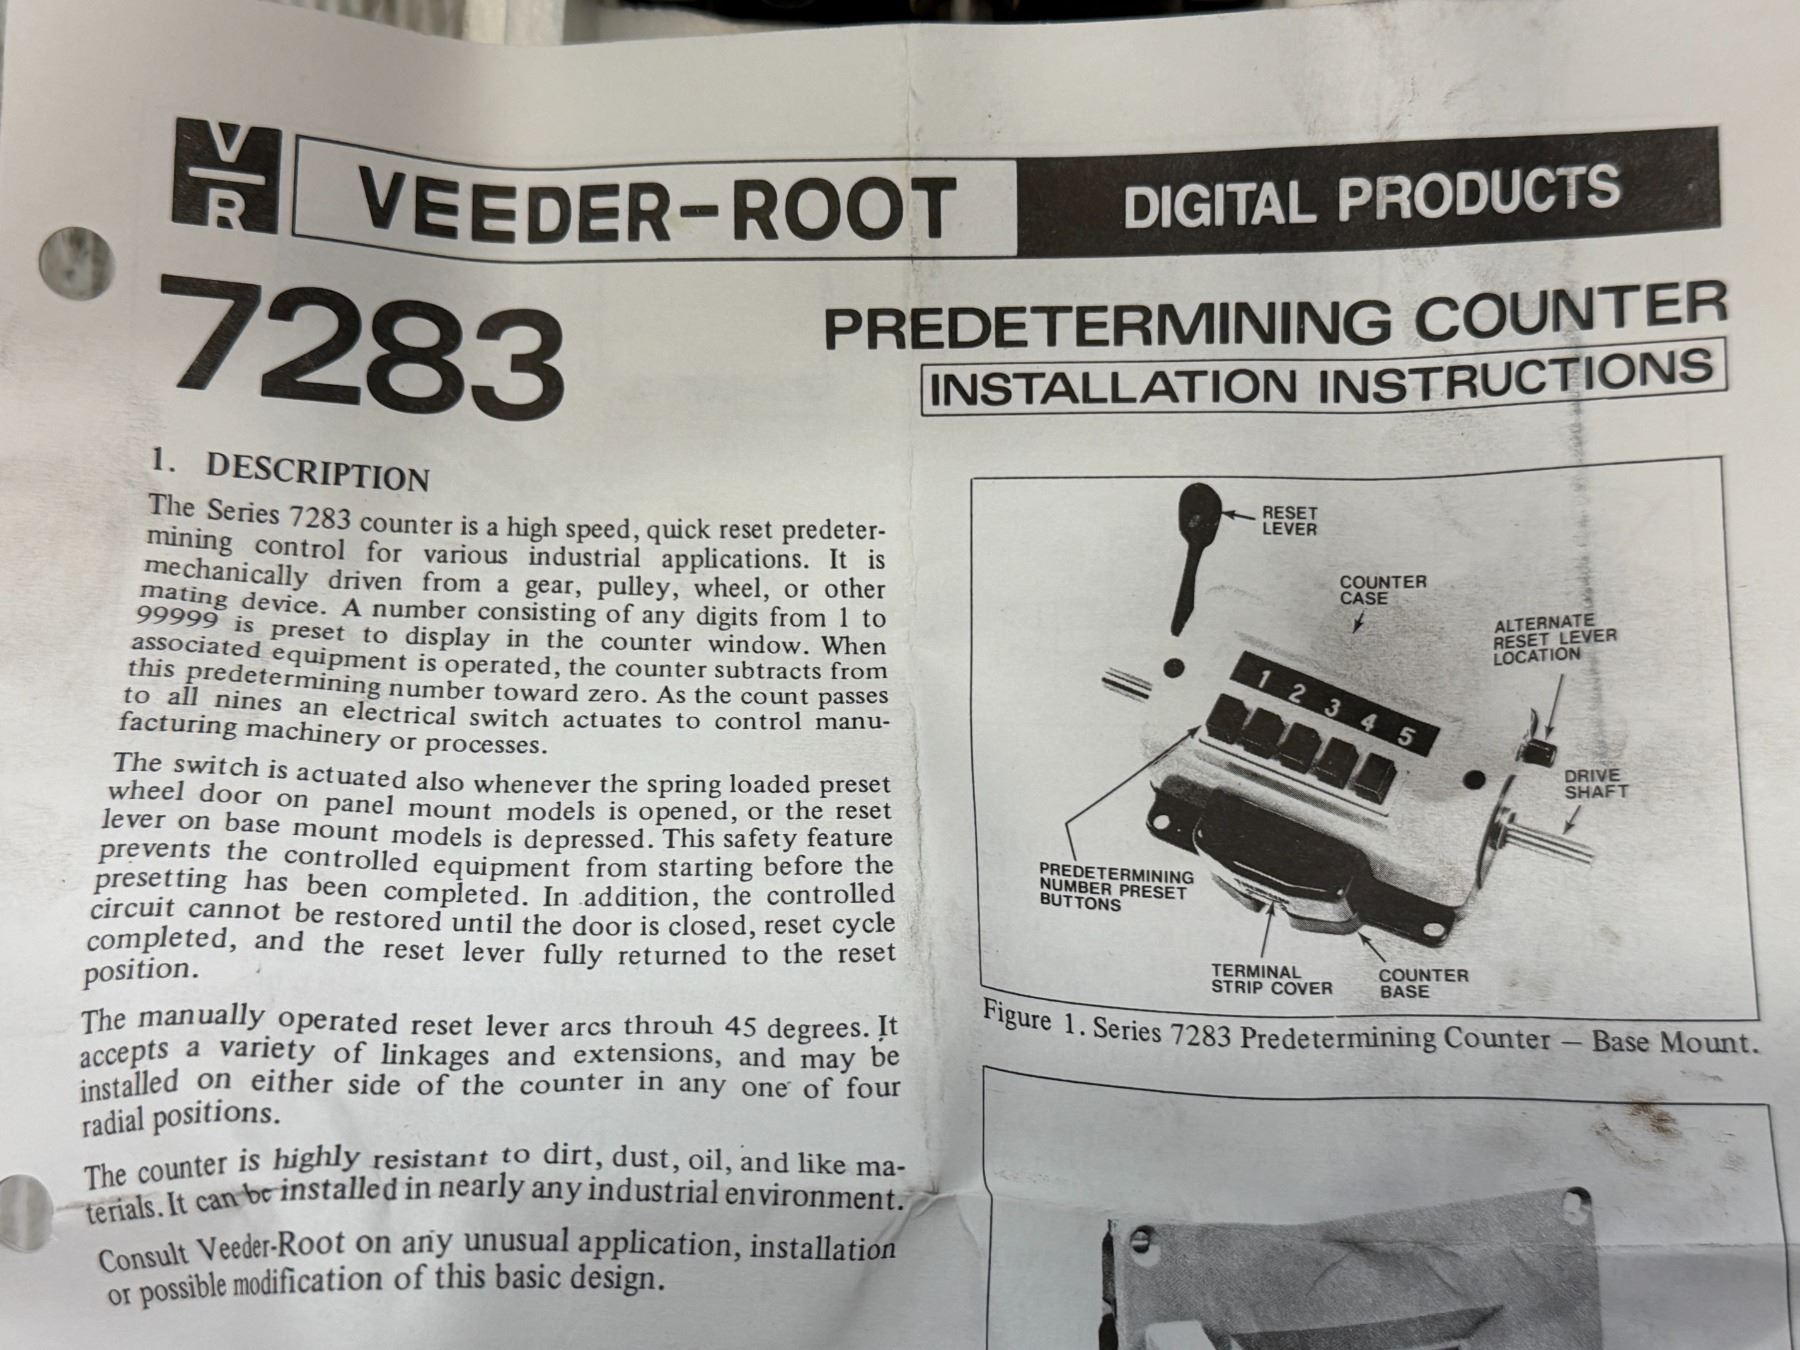 V
R
VEEDER-ROOT
DIGITAL PRODUCTS
7283
PREDETERMINING COUNTER
INSTALLATION INSTRUCTIONS
1. DESCRIPTION
The Series 7283 counter is a high speed, quick reset predeter-
mining control for various industrial applications. It is
mechanically driven from a gear, pulley, wheel, or other
mating device. A number consisting of any digits from 1 to
99999 is preset to display in the counter window. When
associated equipment is operated, the counter subtracts from
this predetermining number toward zero. As the count passes
to all nines an electrical switch actuates to control manu-
facturing machinery or processes.
The switch is actuated also whenever the spring loaded preset
wheel door on panel mount models is opened, or the reset
lever on base mount models is depressed. This safety feature
prevents the controlled equipment from starting before the
presetting has been completed. In addition, the controlled
circuit cannot be restored until the door is closed, reset cycle
completed, and the reset lever fully returned to the reset
position.
The manually operated reset lever arcs throuh 45 degrees. It
accepts a variety of linkages and extensions, and may be
installed on either side of the counter in any one of four
radial positions.
The counter is highly resistant to dirt, dust, oil, and like ma-
terials. It can be installed in nearly any industrial environment.
Consult Veeder-Root on any unusual application, installation
or possible modification of this basic design.
RESET
LEVER
COUNTER
CASE
ALTERNATE
RESET LEVER
LOCATION
1 2 3 4 5
DRIVE
SHAFT
PREDETERMINING
NUMBER PRESET
BUTTONS
TERMINAL
STRIP COVER
COUNTER
BASE
Figure 1. Series 7283 Predetermining Counter – Base Mount.